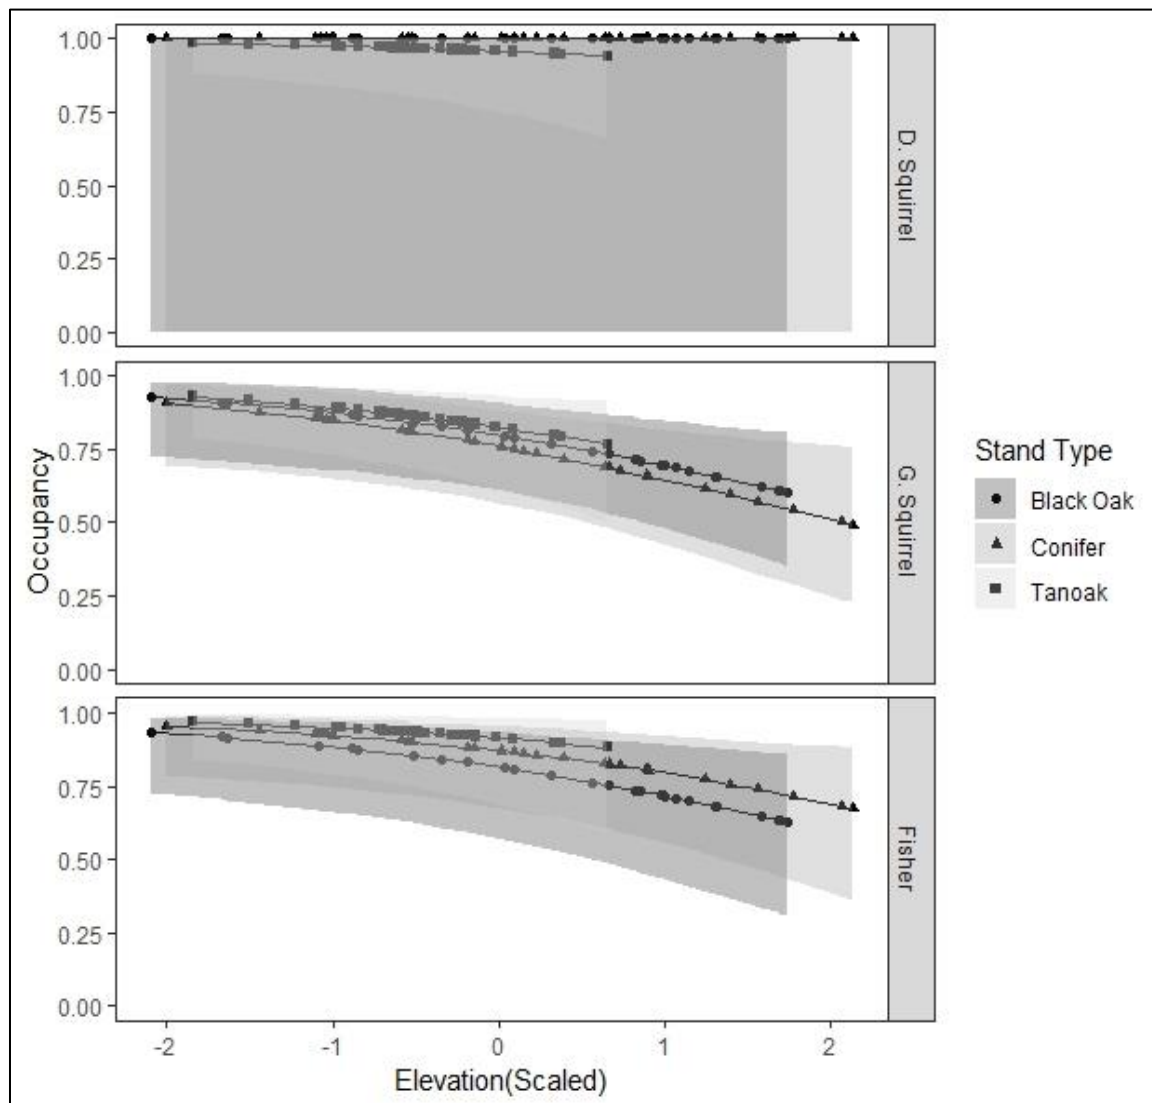 1.00
0.75
0.50
0.25
0.00
D. Squirrel
1.00
0.75
0.50
0.25
0.00
G. Squirrel
1.00
0.75
0.50
0.25
0.00
Fisher
Occupancy
-2
-1
0
1
2
Elevation(Scaled)
Stand Type
Black Oak
Conifer
Tanoak